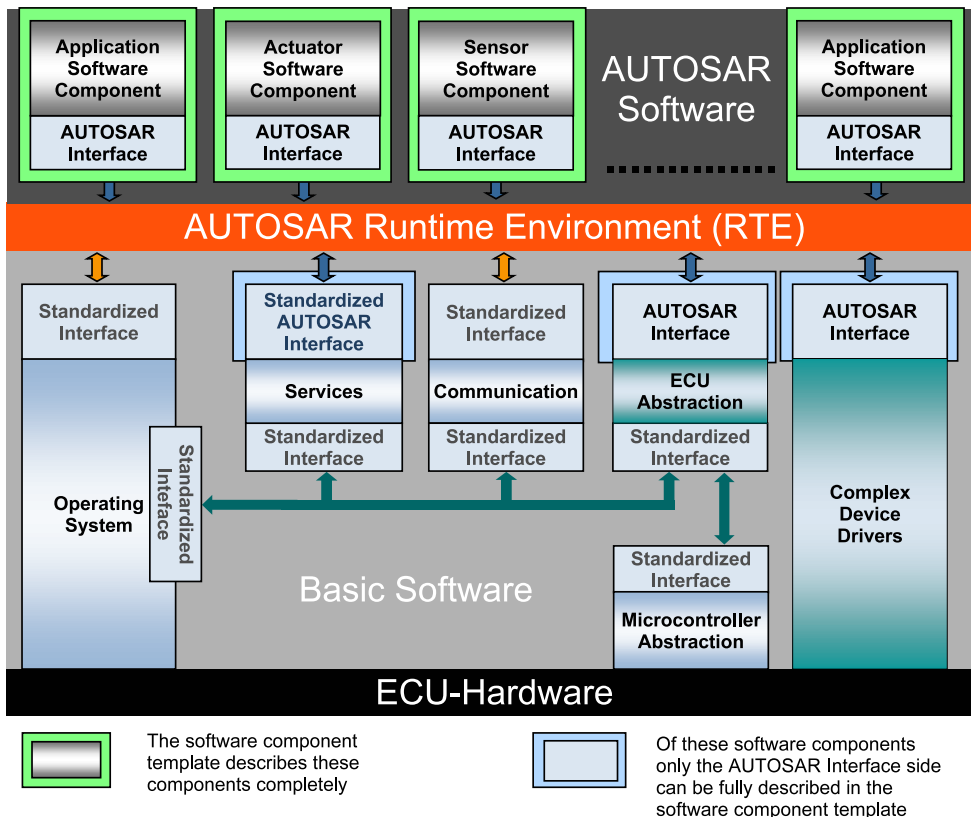 Application
Software
Component
AUTOSAR
Interface
Actuator
Software
Component
AUTOSAR
Interface
Sensor
Software
Component
AUTOSAR
Interface
AUTOSAR
Software
Application
Software
Component
AUTOSAR
Interface
AUTOSAR Runtime Environment (RTE)
Standardized
Interface
Standardized
AUTOSAR
Interface
Standardized
Interface
AUTOSAR
Interface
AUTOSAR
Interface
Services
Communication
ECU
Abstraction
Standardized
Interface
Standardized
Interface
Standardized
Interface
Operating
System
Standardized
Inteface
Complex
Device
Drivers
Basic Software
Standardized
Interface
Microcontroller
Abstraction
ECU-Hardware
The software component
template describes these
components completely
Of these software components
only the AUTOSAR Interface side
can be fully described in the
software component template